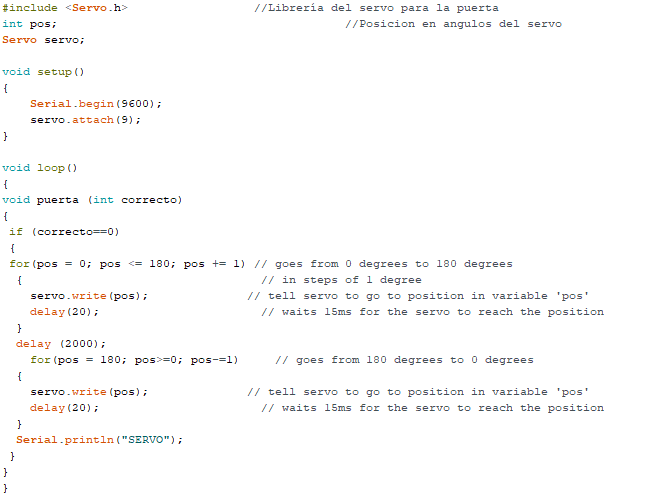 #include <Servo.h> //Librería del servo para la puerta
int pos; //Posicion en angulos del servo
Servo servo;
void setup()
{
Serial.begin(9600);
servo.attach(9);
}
void loop()
{
void puerta (int correcto)
{
if (correcto==0)
{
for(pos = 0; pos <= 180; pos += 1) // goes from 0 degrees to 180 degrees
{ // in steps of 1 degree
servo.write(pos); // tell servo to go to position in variable 'pos'
delay(20); // waits 15ms for the servo to reach the position
}
delay (2000);
for(pos = 180; pos>=0; pos-=1) // goes from 180 degrees to 0 degrees
{
servo.write(pos); // tell servo to go to position in variable 'pos'
delay(20); // waits 15ms for the servo to reach the position
}
Serial.println("SERVO");
}
}
}